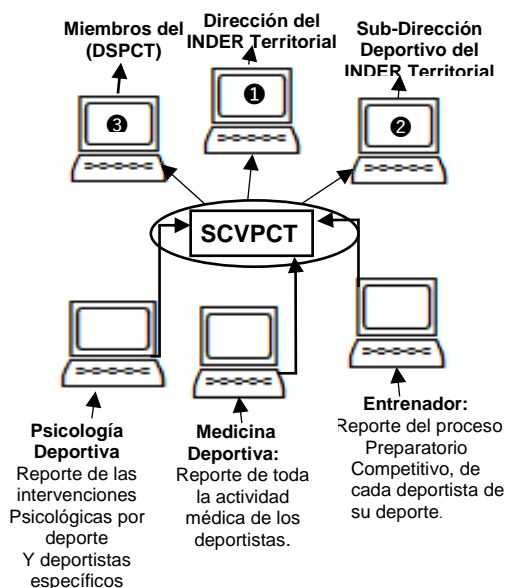 Miembros del
(DSPCT)
Dirección del
INDER Territorial
Sub-Dirección
Deportivo del
INDER Territorial
❸
❶
❷
SCVPCT
Psicología
Deportiva
Reporte de las
intervenciones
Psicológicas por
deporte
Y deportistas
específicos
Medicina
Deportiva:
Reporte de toda
la actividad
médica de los
deportistas.
Entrenador:
Reporte del proceso
Preparatorio
Competitivo, de
cada deportista de
su deporte.